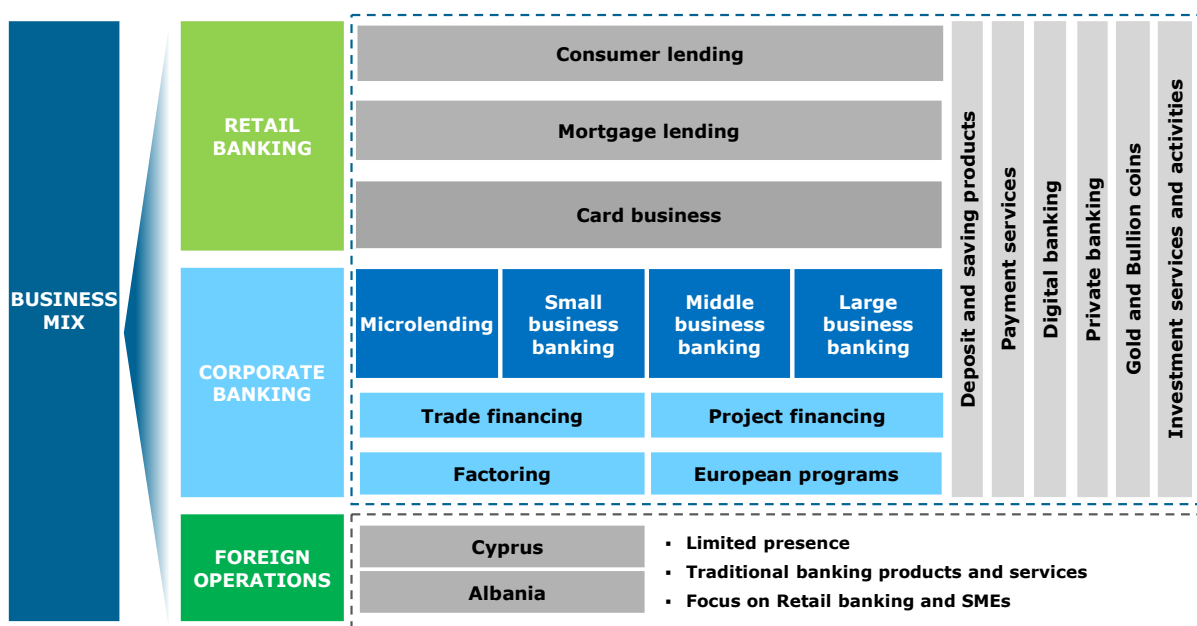 BUSINESS
MIX
RETAIL
BANKING
Consumer lending
Mortgage lending
Card business
CORPORATE
BANKING
Microlending
Small
business
banking
Middle
business
banking
Large
business
banking
Trade financing
Project financing
Factoring
European programs
Deposit and saving products
Payment services
Digital banking
Private banking
Gold and Bullion coins
Investment services and activities
FOREIGN
OPERATIONS
Cyprus
Albania
▪ Limited presence
▪ Traditional banking products and services
▪ Focus on Retail banking and SMEs